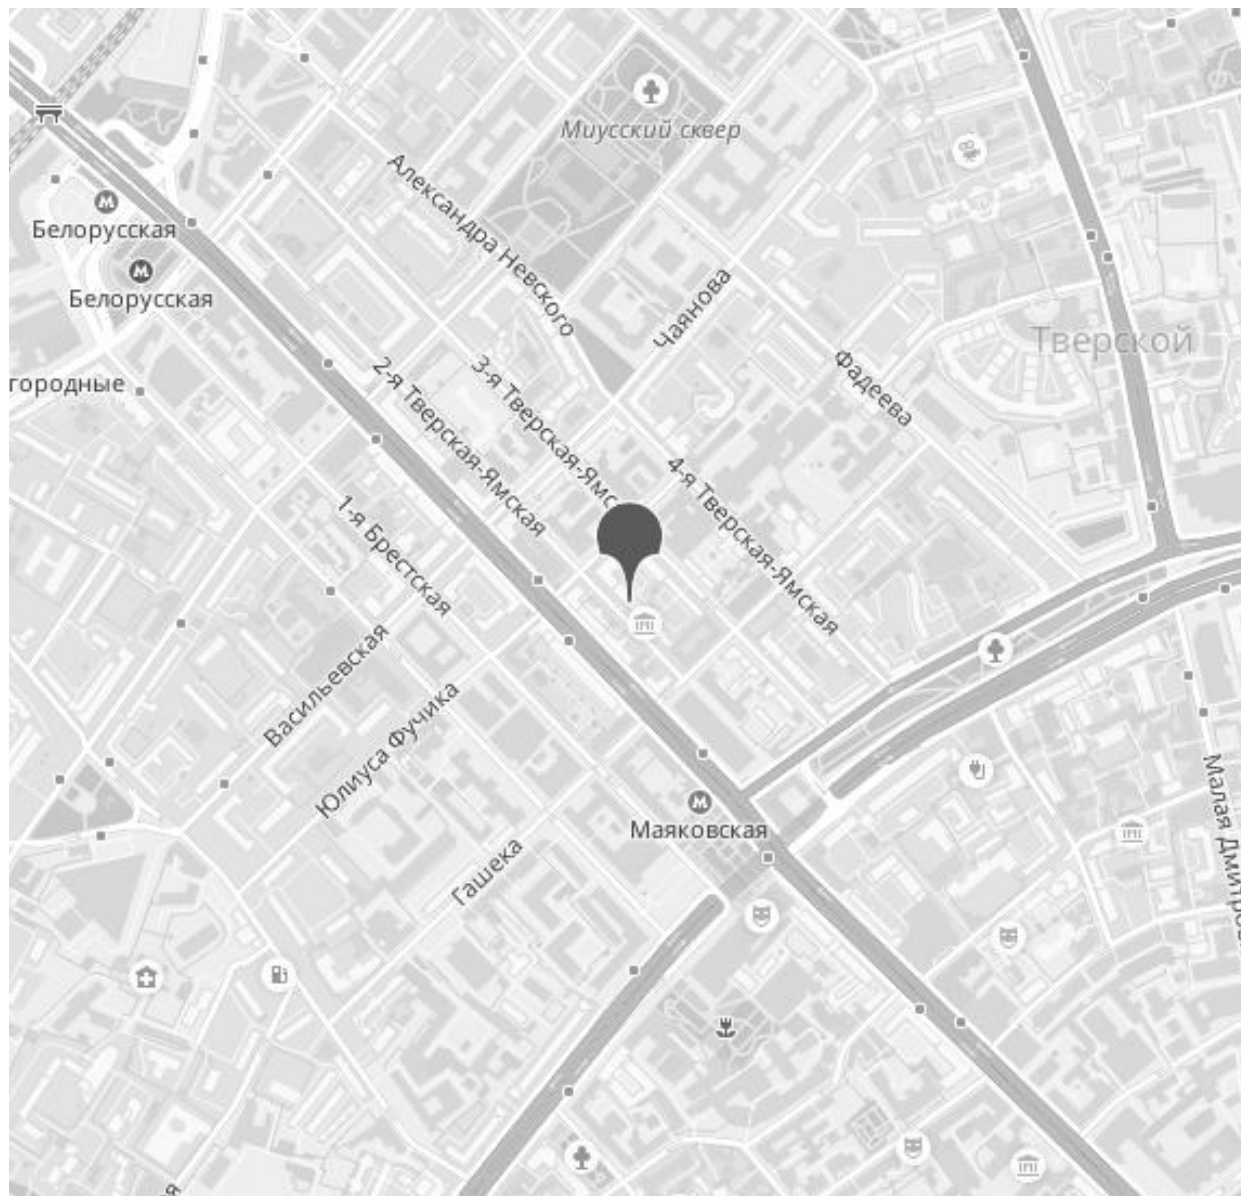 Миусский сквер
Александра Невского
Белорусская
Белорусская
Чаянова
Тверской
Фадеева
городные
2-я Тверская-Ямская
3-я Тверская-Ямс
4-я Тверская-Ямская
1-я Брестская
Васильевская
Юлиуса Фучика
Маяковская
Гашека
Малая Дмитров